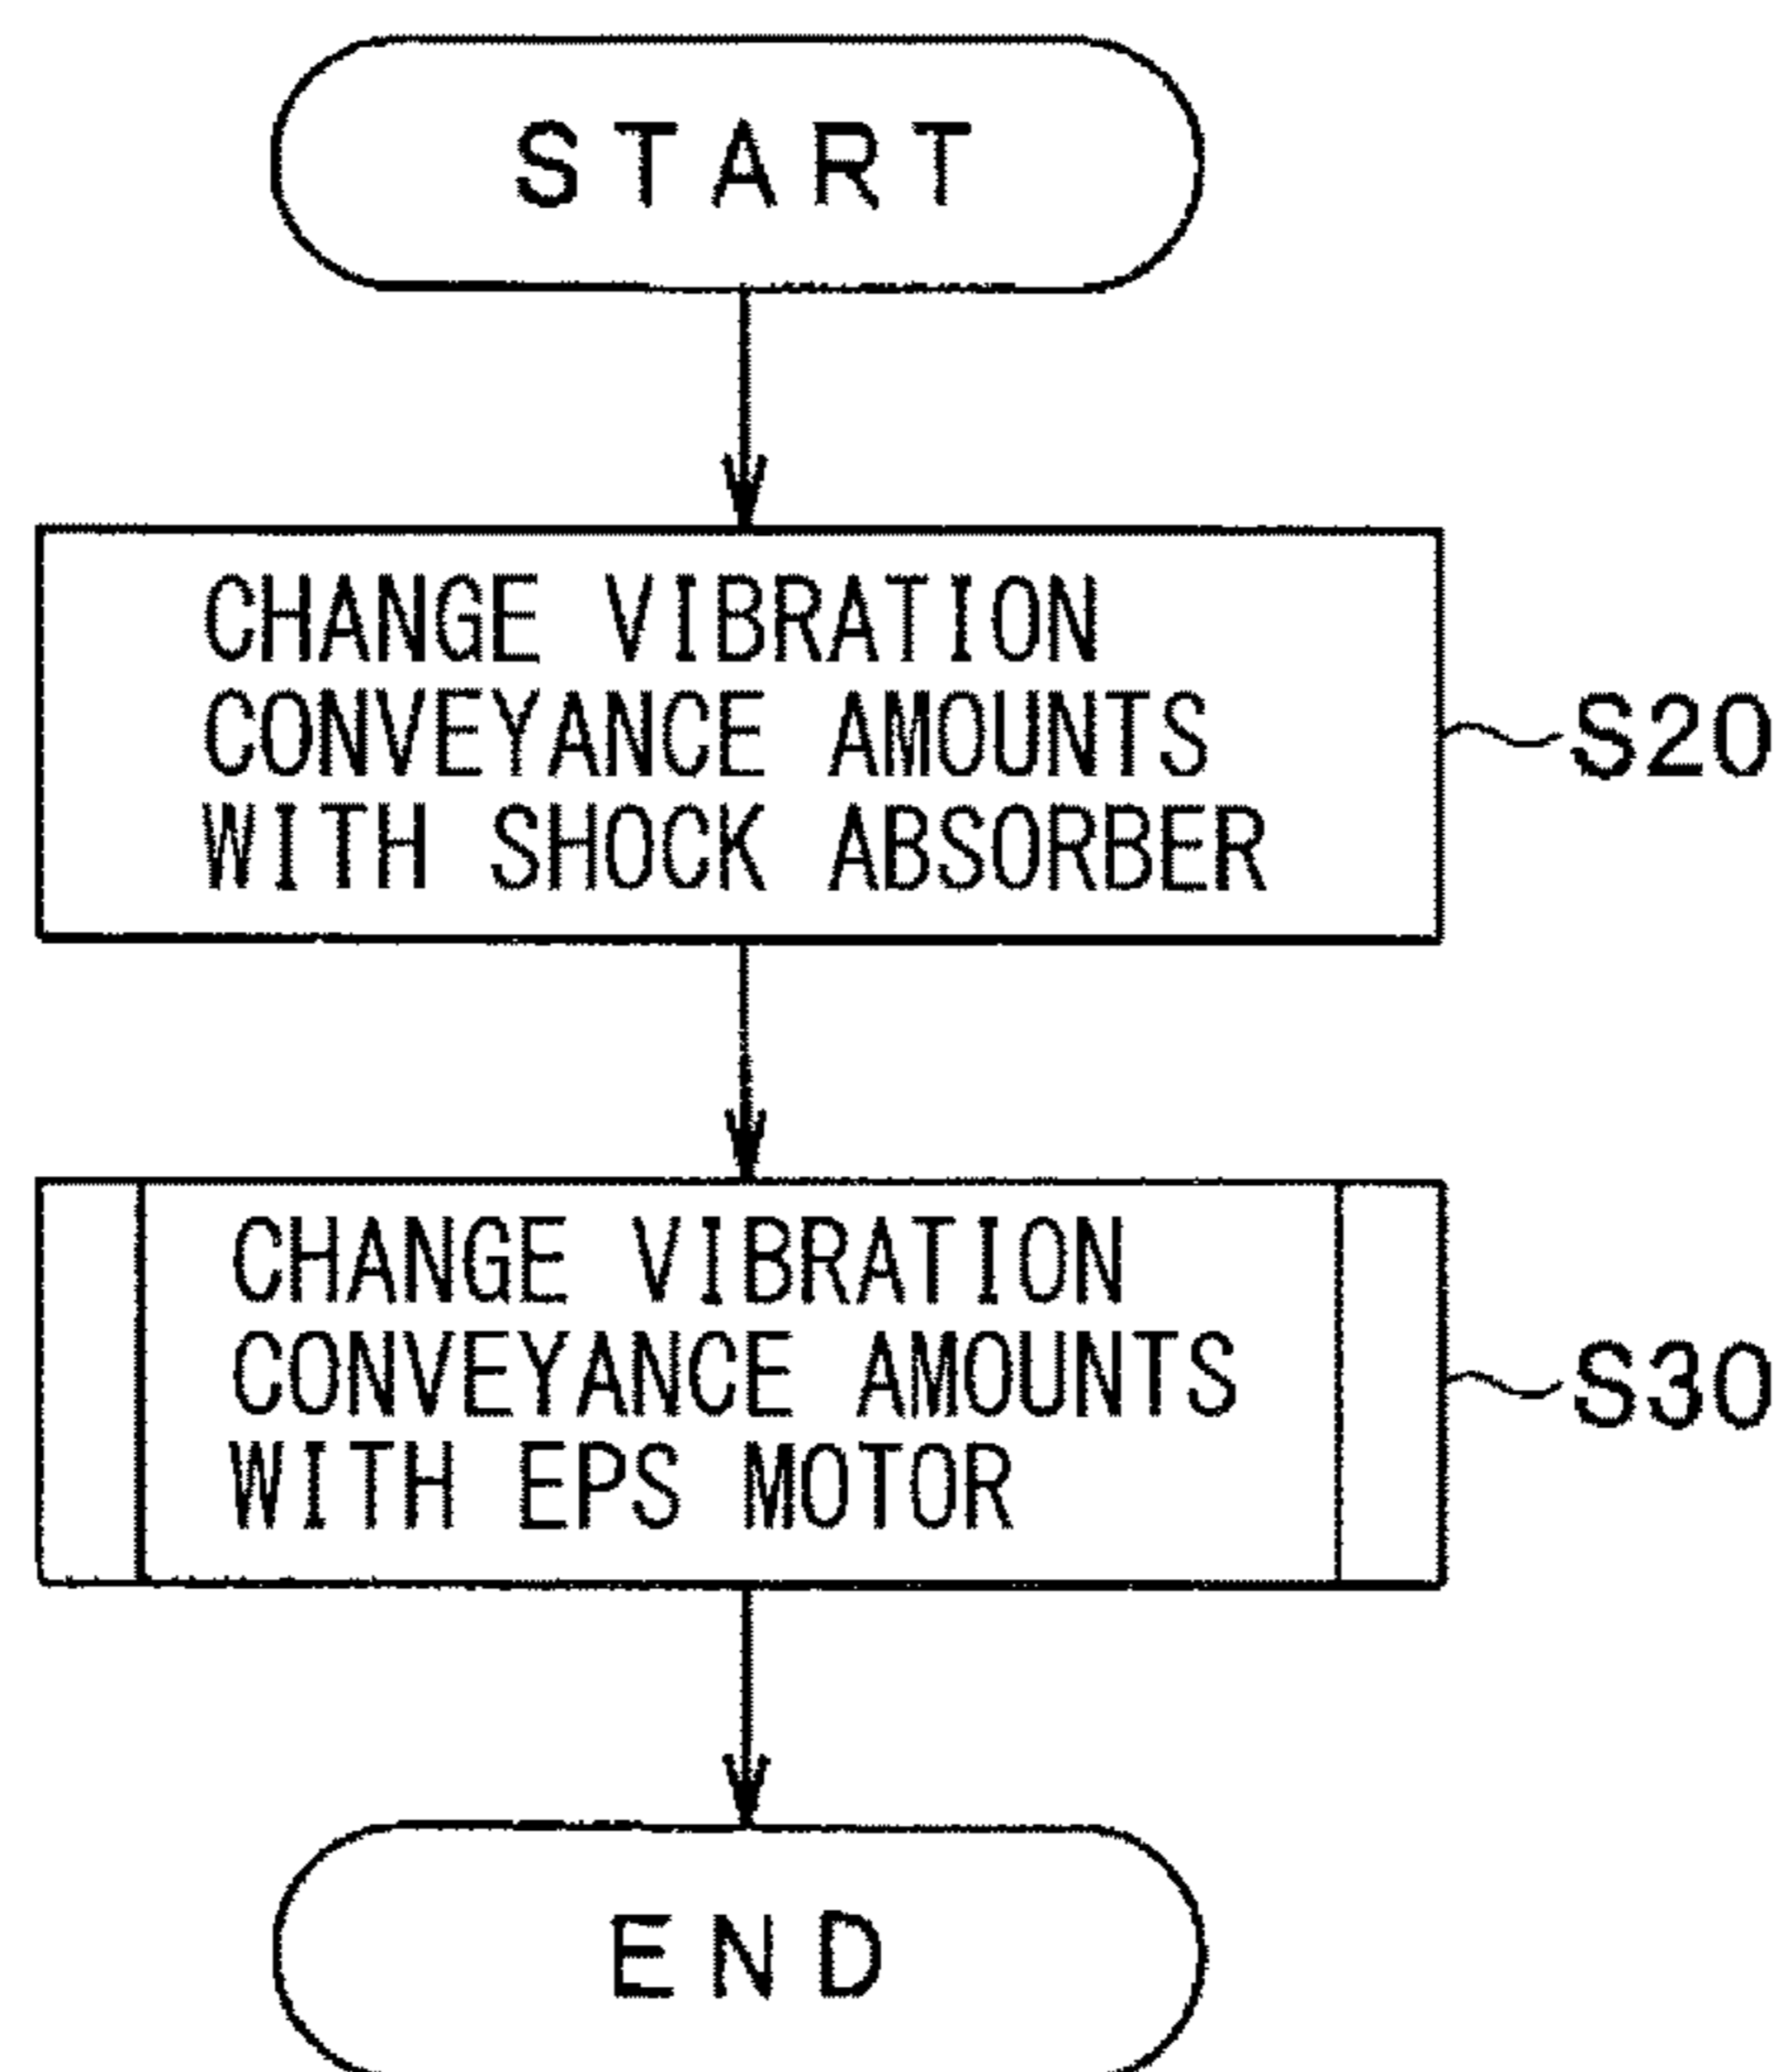 START
CHANGE VIBRATION
CONVEYANCE AMOUNTS
WITH SHOCK ABSORBER
S20
CHANGE VIBRATION
CONVEYANCE AMOUNTS
WITH EPS MOTOR
S30
END